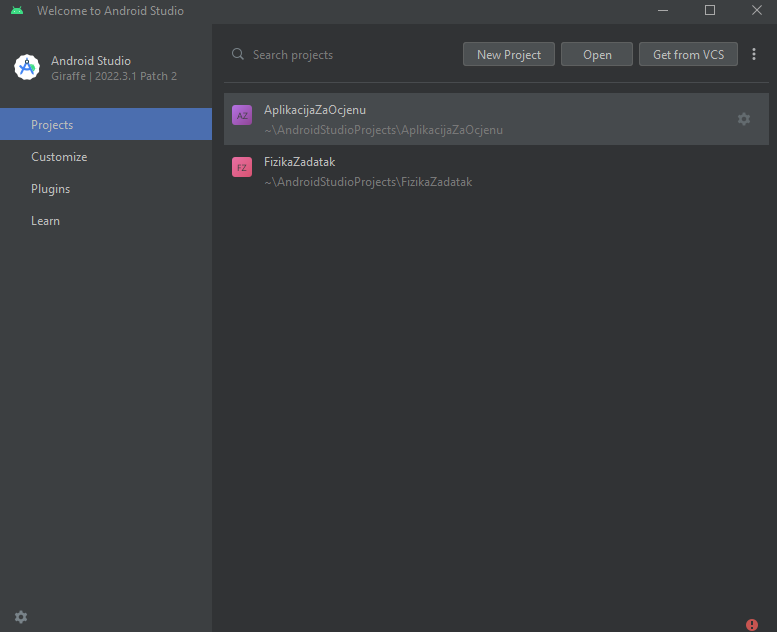 Welcome to Android Studio
Android Studio
Giraffe | 2022.3.1 Patch 2
Projects
Customize
Plugins
Learn
Search projects
New Project
Open
Get from VCS
AZ
AplikacijaZaOcjenu
~\AndroidStudioProjects\AplikacijaZaOcjenu
FZ
FizikaZadatak
~\AndroidStudioProjects\FizikaZadatak